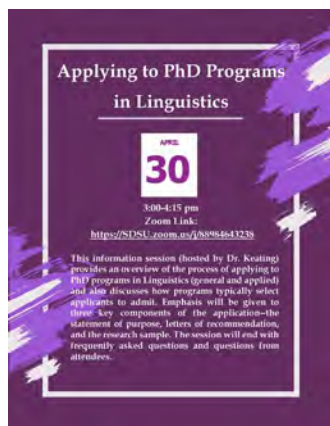 Applying to PhD Programs
in Linguistics
APRIL
30
3:00-4:15 pm
Zoom Link:
https://SDSU.zoom.us/j/88984643238
This information session (hosted by Dr. Keating)
provides an overview of the process of applying to
PhD programs in Linguistics (general and applied)
and also discusses how programs typically select
applicants to admit. Emphasis will be given to
three key components of the application--the
statement of purpose, letters of recommendation,
and the research sample. The session will end with
frequently asked questions and questions from
attendees.